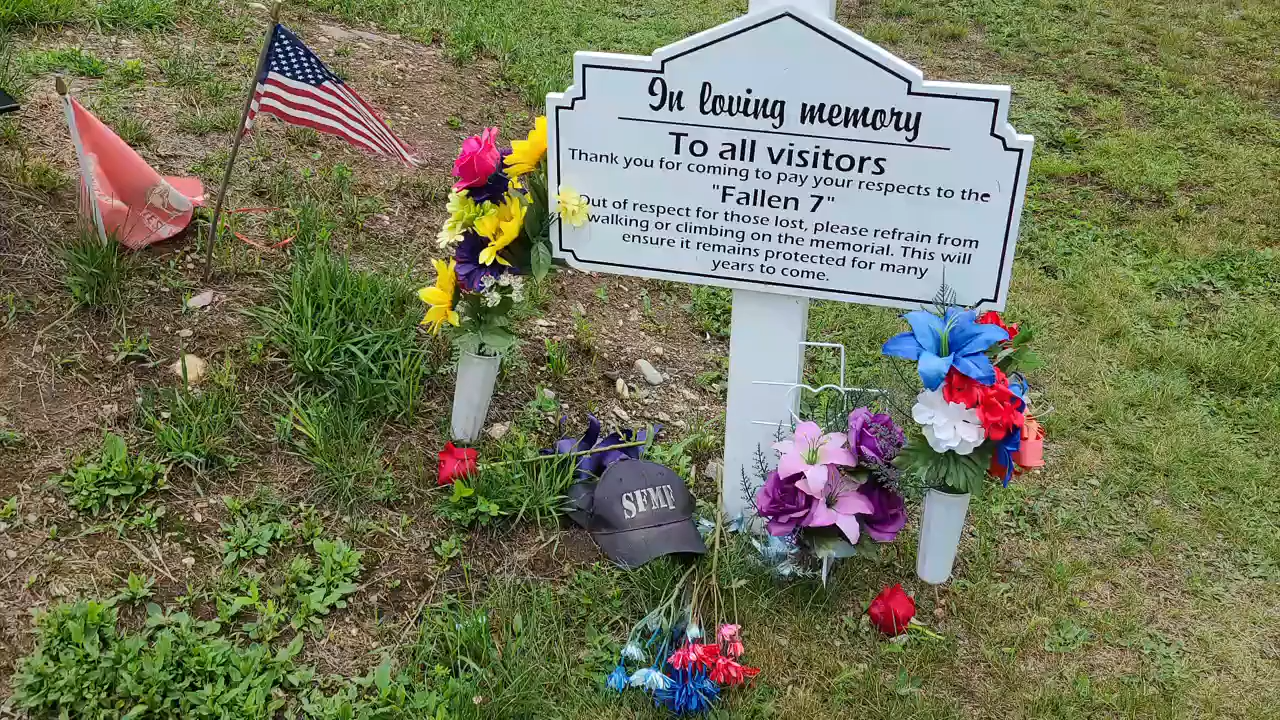 In loving memory
To all visitors
Thank you for coming to pay your respects to the
"Fallen 7"
Out of respect for those lost, please refrain from
walking or climbing on the memorial. This will
ensure it remains protected for many
years to come.
SFMF